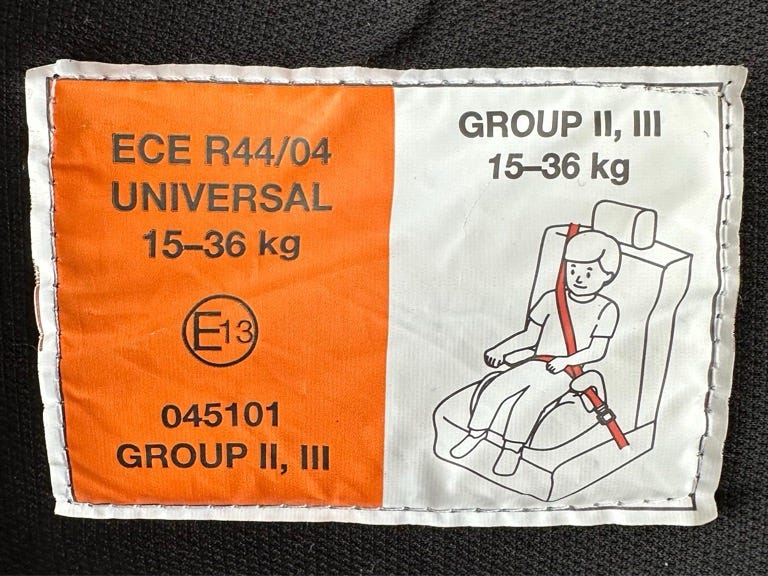 ECE R44/04
UNIVERSAL
15–36 kg
E13
045101
GROUP II, III
GROUP II, III
15–36 kg